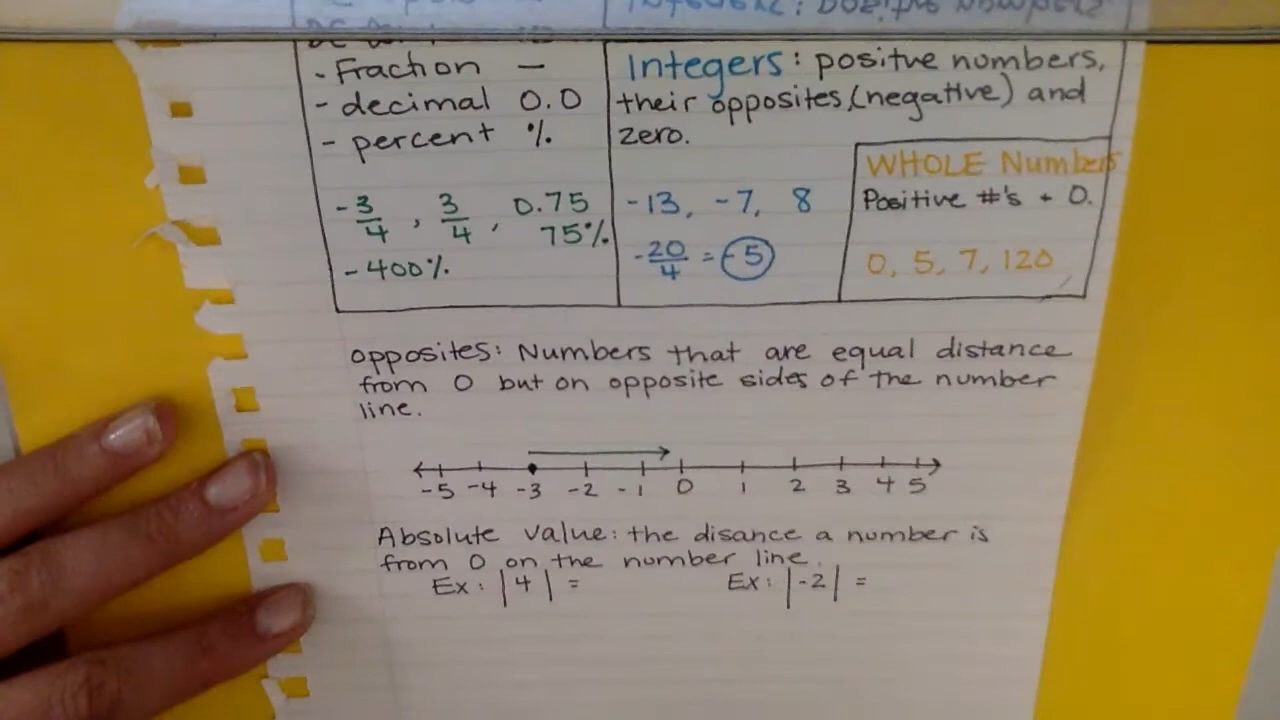 - Fraction —
- decimal 0.0
- percent %
-3/4 , 3/4 , 0.75
75%
-400%
Integers: positve numbers,
their opposites, (negative) and
zero.
-13, -7, 8
-20/4 = -5
WHOLE Numbers
Positive #'s + 0.
0, 5, 7, 120
opposites: Numbers that are equal distance
from 0 but on opposite sides of the number
line.
-5 -4 -3 -2 -1 0 1 2 3 4 5
Absolute value: the disance a number is
from 0 on the number line.
Ex: |4| = Ex: |-2| =